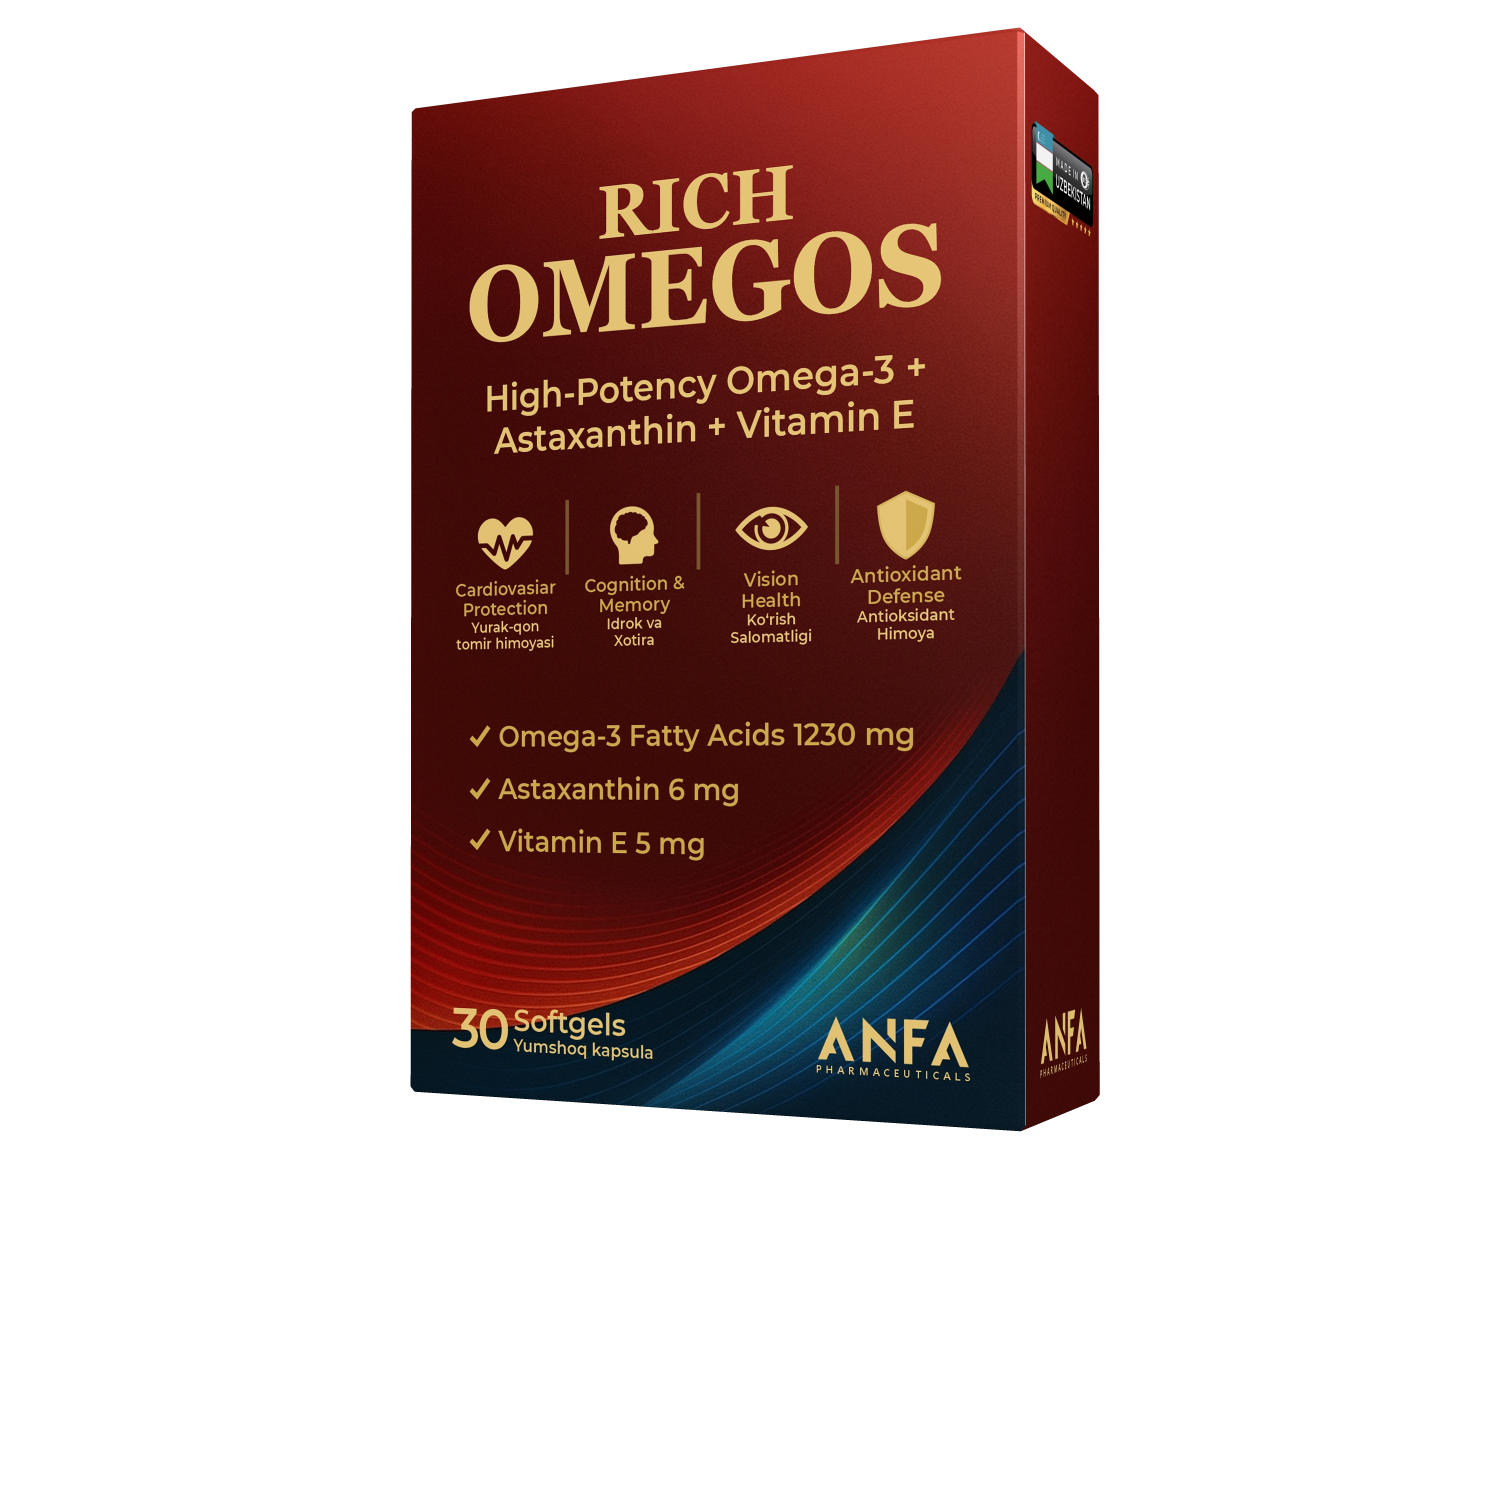 RICH
OMEGOS
High-Potency Omega-3 +
Astaxanthin + Vitamin E
Cardiovasiar
Protection
Yurak-qon
tomir himoyasi
Cognition &
Memory
Idrok va
Xotira
Vision
Health
Ko‘rish
Salomatligi
Antioxidant
Defense
Antioksidant
Himoya
Omega-3 Fatty Acids 1230 mg
Astaxanthin 6 mg
Vitamin E 5 mg
30 Softgels
Yumshoq kapsula
ANFA
PHARMACEUTICALS
MADE IN
UZBEKISTAN
PREMIUM QUALITY
ANFA
PHARMACEUTICALS